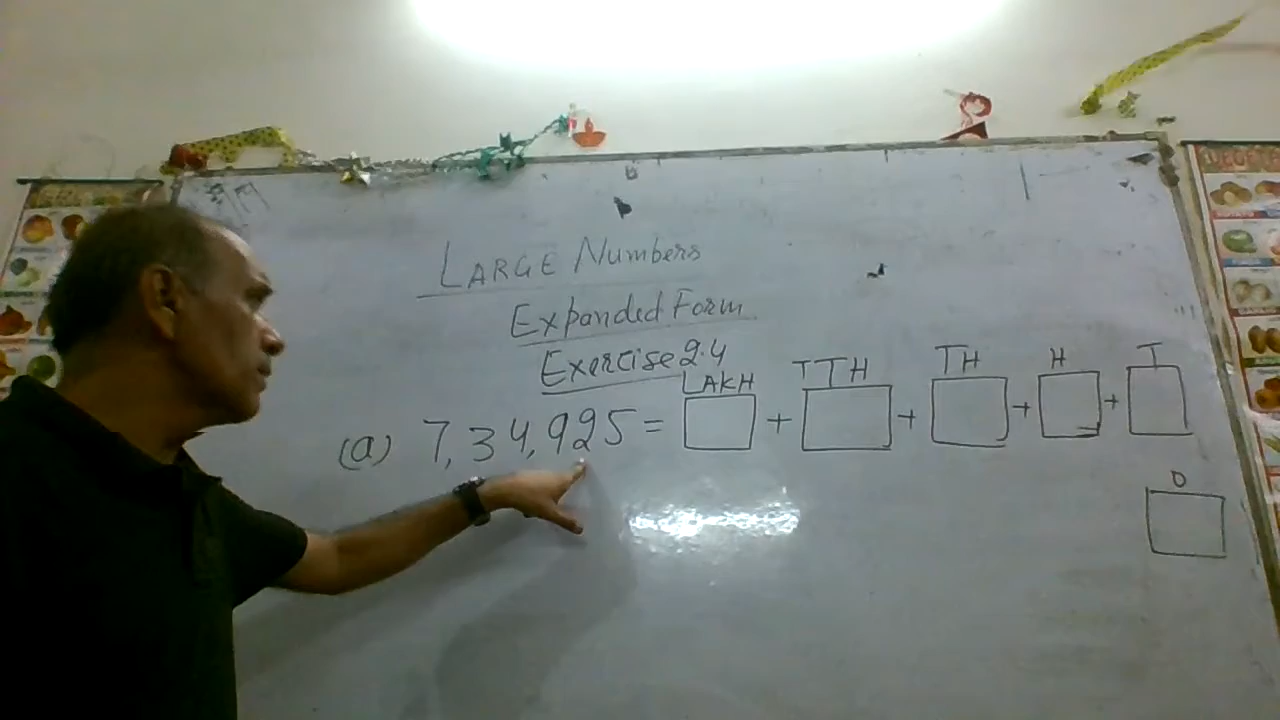 LARGE Numbers
Expanded Form
Exercise 2.4
LAKH TTH TH H T
(a) 7,34,925 = + + + +
O